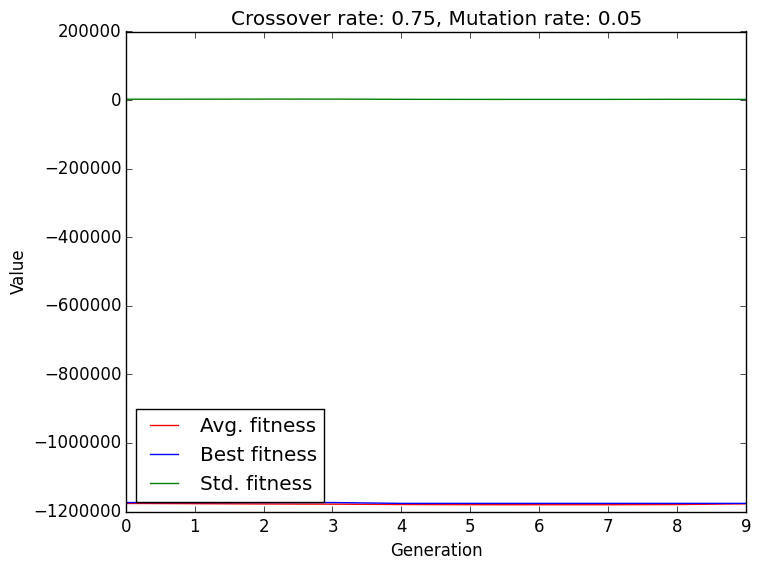 Crossover rate: 0.75, Mutation rate: 0.05
200000
0
−200000
−400000
−600000
−800000
−1000000
−1200000
Value
Avg. fitness
Best fitness
Std. fitness
0 1 2 3 4 5 6 7 8 9
Generation